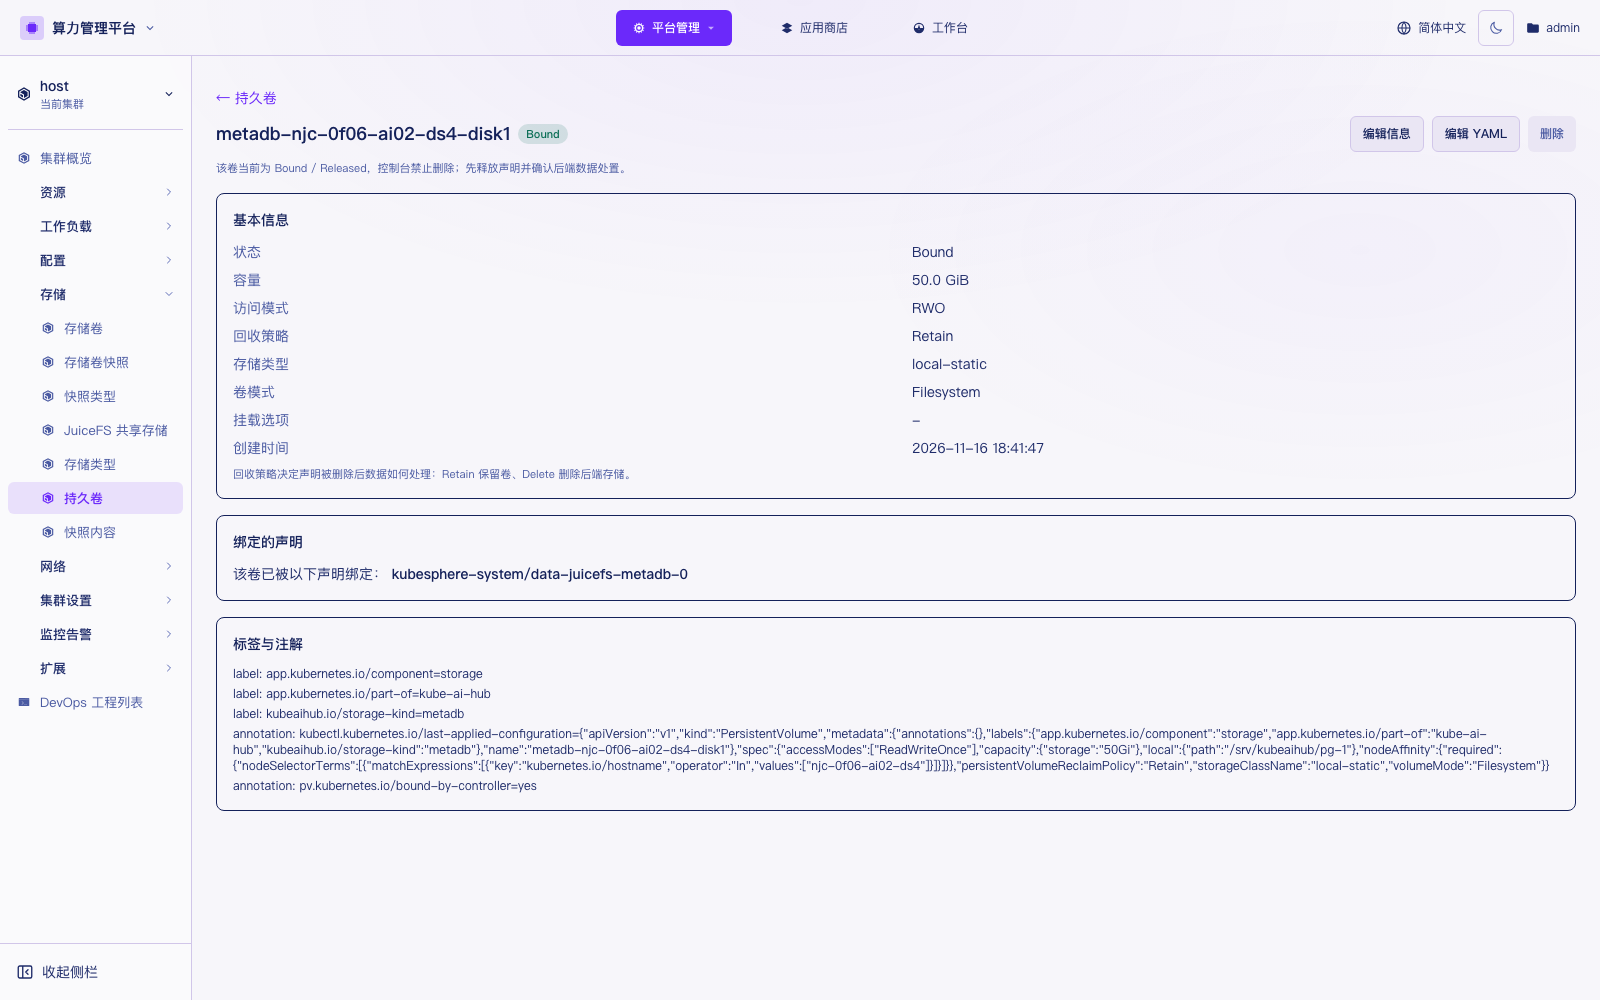 算力管理平台
平台管理
应用商店
工作台
简体中文
admin
host
当前集群
集群概览
资源
工作负载
配置
存储
存储卷
存储卷快照
快照类型
JuiceFS 共享存储
存储类型
持久卷
快照内容
网络
集群设置
监控告警
扩展
DevOps 工程列表
收起侧栏
← 持久卷
metadb-njc-0f06-ai02-ds4-disk1
Bound
编辑信息
编辑 YAML
删除
该卷当前为 Bound / Released，控制台禁止删除；先释放声明并确认后端数据处置。
基本信息
状态 Bound
容量 50.0 GiB
访问模式 RWO
回收策略 Retain
存储类型 local-static
卷模式 Filesystem
挂载选项 -
创建时间 2026-11-16 18:41:47
回收策略决定声明被删除后数据如何处理：Retain 保留卷、Delete 删除后端存储。
绑定的声明
该卷已被以下声明绑定： kubesphere-system/data-juicefs-metadb-0
标签与注解
label: app.kubernetes.io/component=storage
label: app.kubernetes.io/part-of=kube-ai-hub
label: kubeaihub.io/storage-kind=metadb
annotation: kubectl.kubernetes.io/last-applied-configuration={"apiVersion":"v1","kind":"PersistentVolume","metadata":{"annotations":{},"labels":{"app.kubernetes.io/component":"storage","app.kubernetes.io/part-of":"kube-ai-
hub","kubeaihub.io/storage-kind":"metadb"},"name":"metadb-njc-0f06-ai02-ds4-disk1"},"spec":{"accessModes":["ReadWriteOnce"],"capacity":{"storage":"50Gi"},"local":{"path":"/srv/kubeaihub/pg-1"},"nodeAffinity":{"required":
{"nodeSelectorTerms":[{"matchExpressions":[{"key":"kubernetes.io/hostname","operator":"In","values":["njc-0f06-ai02-ds4"]}]}]}},"persistentVolumeReclaimPolicy":"Retain","storageClassName":"local-static","volumeMode":"Filesystem"}}
annotation: pv.kubernetes.io/bound-by-controller=yes